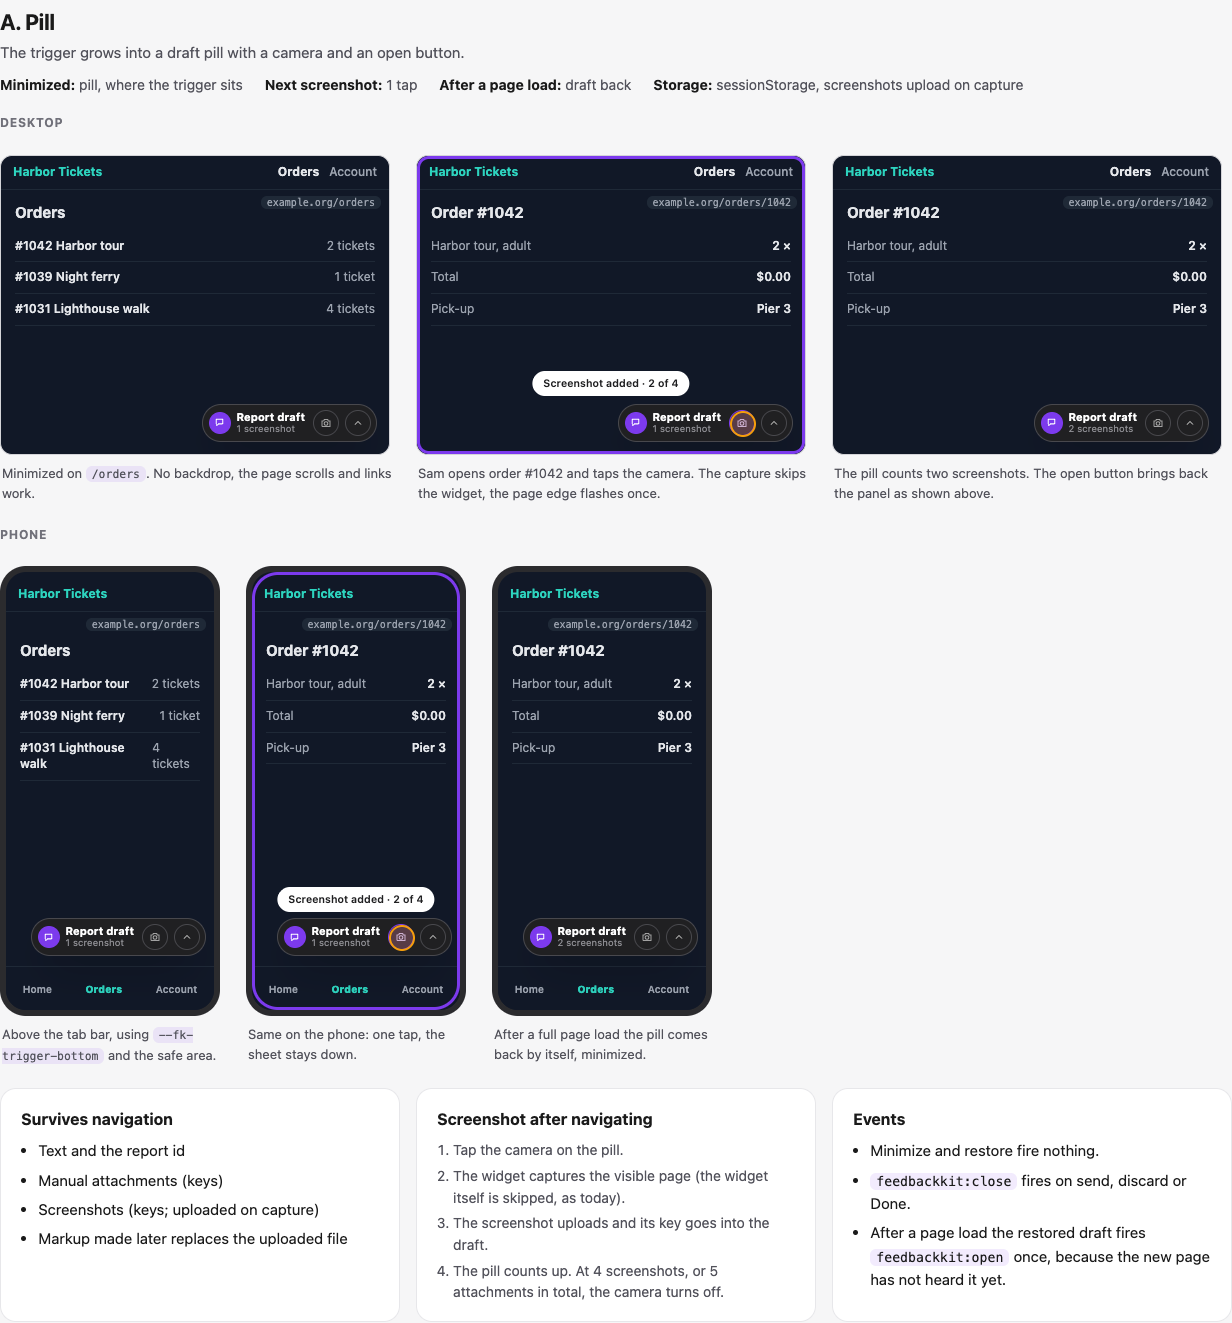 A. Pill
The trigger grows into a draft pill with a camera and an open button.
Minimized: pill, where the trigger sits Next screenshot: 1 tap After a page load: draft back Storage: sessionStorage, screenshots upload on capture
DESKTOP
Harbor Tickets Orders Account
example.org/orders
Orders
#1042 Harbor tour 2 tickets
#1039 Night ferry 1 ticket
#1031 Lighthouse walk 4 tickets
Report draft
1 screenshot
Minimized on /orders. No backdrop, the page scrolls and links
work.
Harbor Tickets Orders Account
example.org/orders/1042
Order #1042
Harbor tour, adult 2 ×
Total $0.00
Pick-up Pier 3
Screenshot added · 2 of 4
Report draft
1 screenshot
Sam opens order #1042 and taps the camera. The capture skips
the widget, the page edge flashes once.
Harbor Tickets Orders Account
example.org/orders/1042
Order #1042
Harbor tour, adult 2 ×
Total $0.00
Pick-up Pier 3
Report draft
2 screenshots
The pill counts two screenshots. The open button brings back
the panel as shown above.
PHONE
Harbor Tickets
example.org/orders
Orders
#1042 Harbor tour 2 tickets
#1039 Night ferry 1 ticket
#1031 Lighthouse 4
walk tickets
Report draft
1 screenshot
Home Orders Account
Above the tab bar, using --fk-
trigger-bottom and the safe area.
Harbor Tickets
example.org/orders/1042
Order #1042
Harbor tour, adult 2 ×
Total $0.00
Pick-up Pier 3
Screenshot added · 2 of 4
Report draft
1 screenshot
Home Orders Account
Same on the phone: one tap, the
sheet stays down.
Harbor Tickets
example.org/orders/1042
Order #1042
Harbor tour, adult 2 ×
Total $0.00
Pick-up Pier 3
Report draft
2 screenshots
Home Orders Account
After a full page load the pill comes
back by itself, minimized.
Survives navigation
• Text and the report id
• Manual attachments (keys)
• Screenshots (keys; uploaded on capture)
• Markup made later replaces the uploaded file
Screenshot after navigating
1. Tap the camera on the pill.
2. The widget captures the visible page (the widget
itself is skipped, as today).
3. The screenshot uploads and its key goes into the
draft.
4. The pill counts up. At 4 screenshots, or 5
attachments in total, the camera turns off.
Events
• Minimize and restore fire nothing.
• feedbackkit:close fires on send, discard or
Done.
• After a page load the restored draft fires
feedbackkit:open once, because the new page
has not heard it yet.